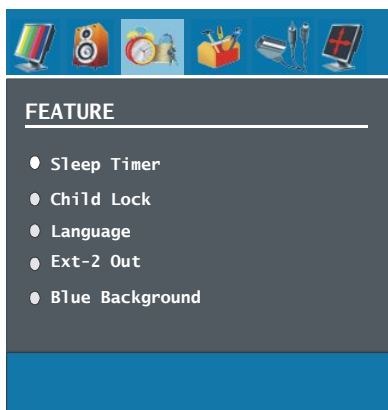 FEATURE
Sleep Timer
Child Lock
Language
Ext-2 Out
Blue Background